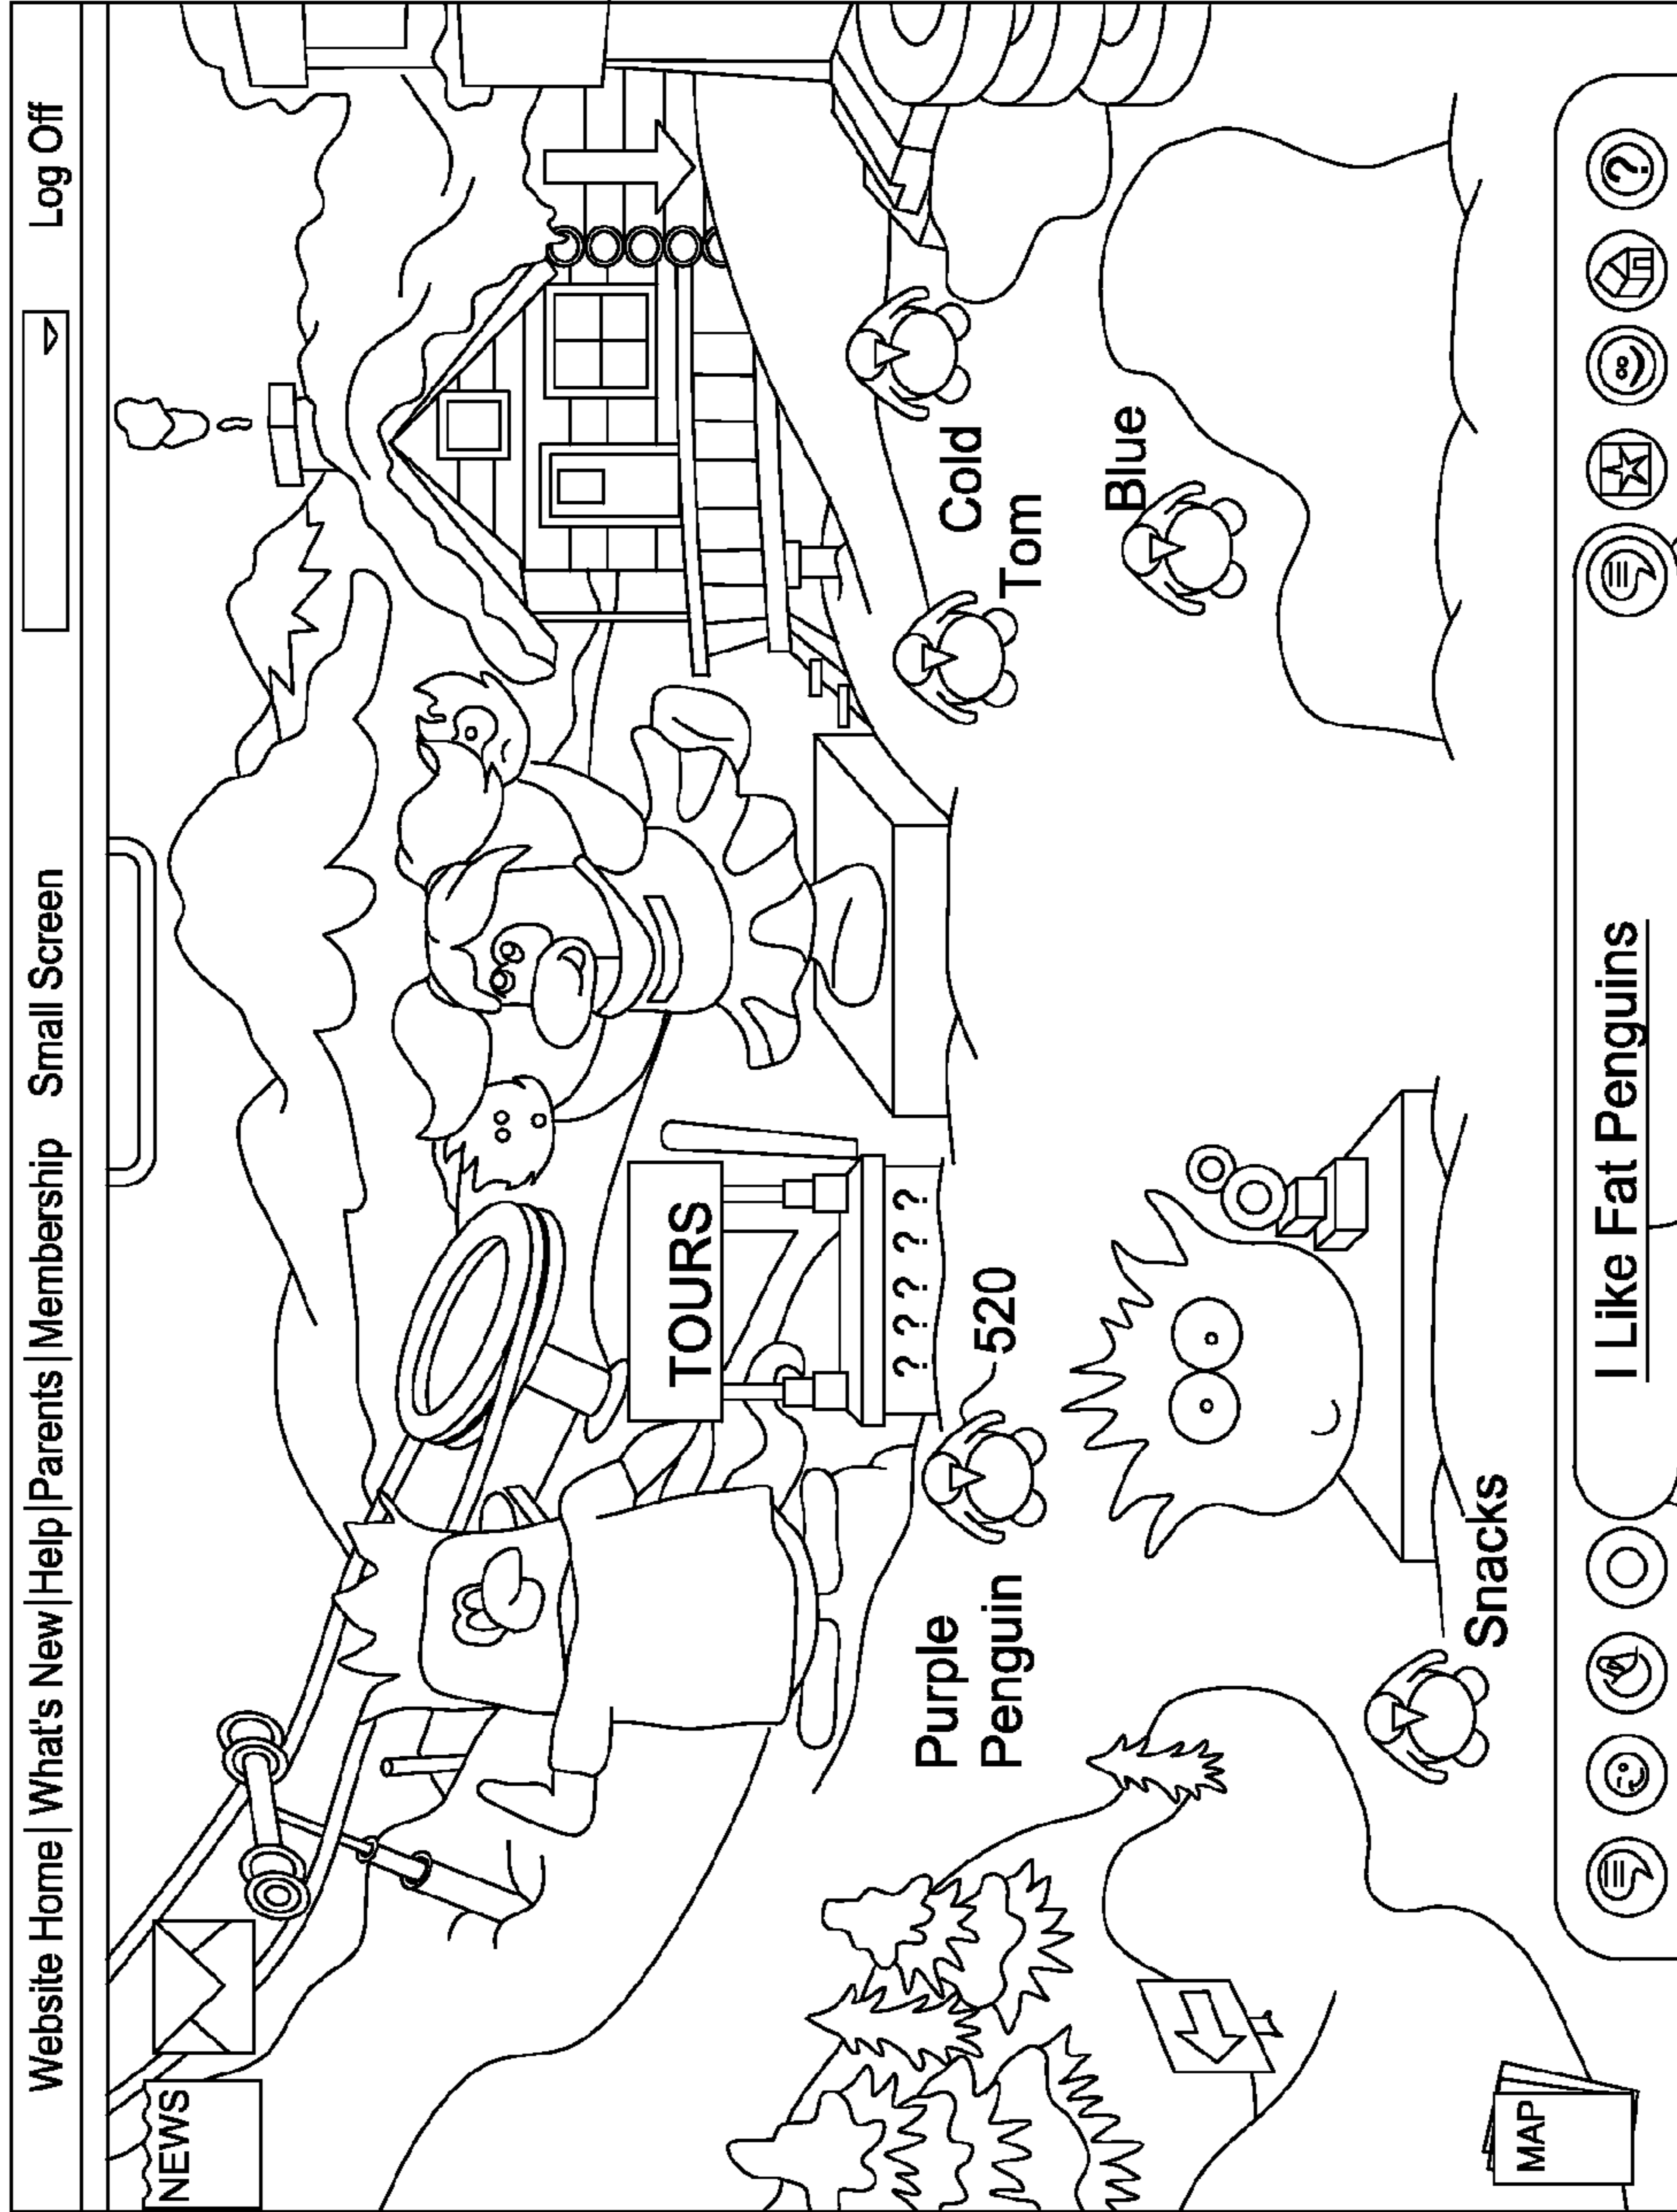 Website Home | What's New | Help | Parents | Membership Small Screen Log Off
NEWS
TOURS
? ? ? ? ?
520
Purple
Penguin
Cold
Tom
Blue
Snacks
MAP
I Like Fat Penguins
?